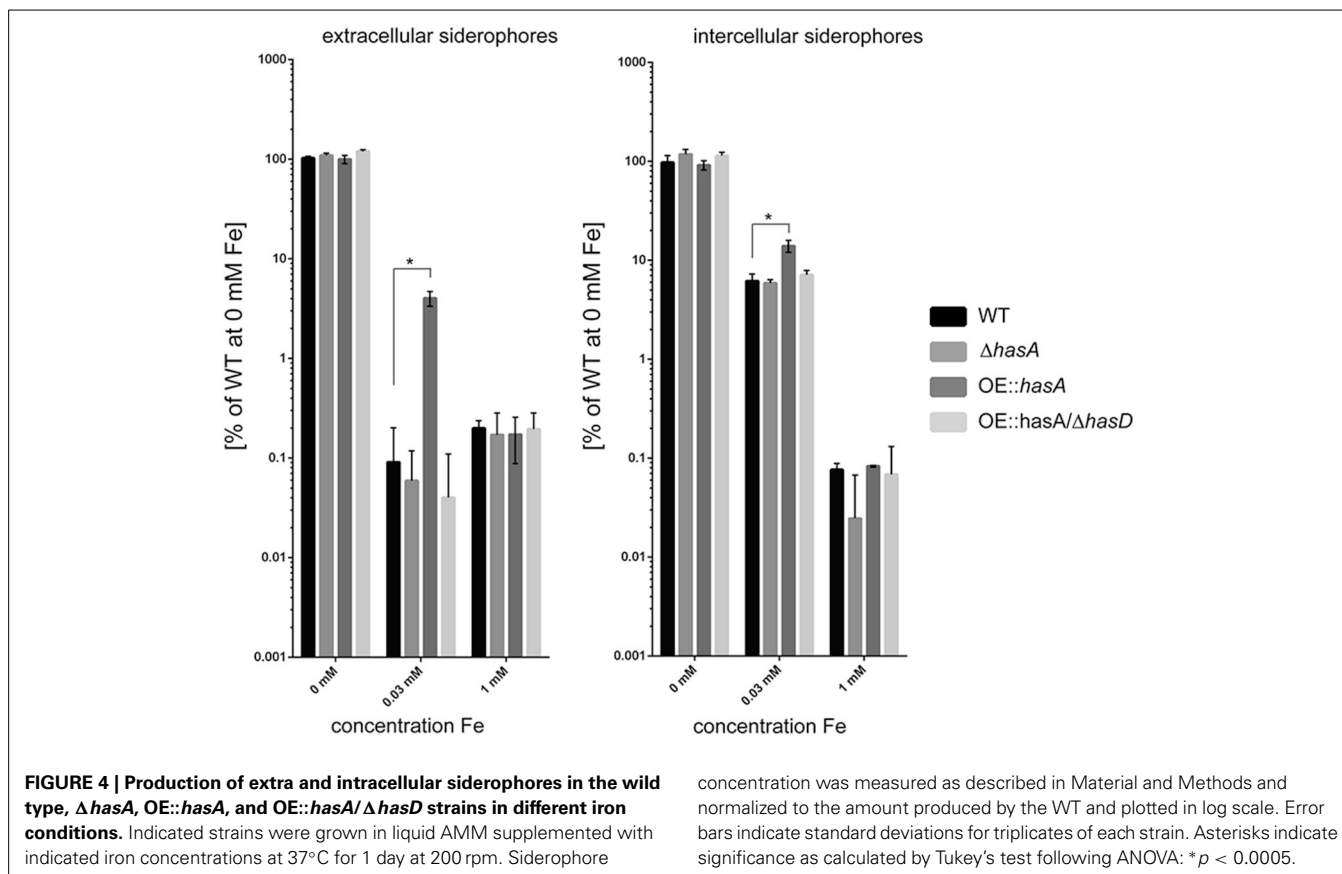 extracellular siderophores
[% of WT at 0 mM Fe]
1000
100
10
1
0.1
0.01
0.001
*
0 mM
0.03 mM
1 mM
concentration Fe
intercellular siderophores
[% of WT at 0 mM Fe]
1000
100
10
1
0.1
0.01
0.001
*
0 mM
0.03 mM
1 mM
concentration Fe
WT
ΔhasA
OE::hasA
OE::hasA/ΔhasD
FIGURE 4 | Production of extra and intracellular siderophores in the wild
type, ΔhasA, OE::hasA, and OE::hasA/ΔhasD strains in different iron
conditions. Indicated strains were grown in liquid AMM supplemented with
indicated iron concentrations at 37°C for 1 day at 200 rpm. Siderophore
concentration was measured as described in Material and Methods and
normalized to the amount produced by the WT and plotted in log scale. Error
bars indicate standard deviations for triplicates of each strain. Asterisks indicate
significance as calculated by Tukey's test following ANOVA: *p < 0.0005.